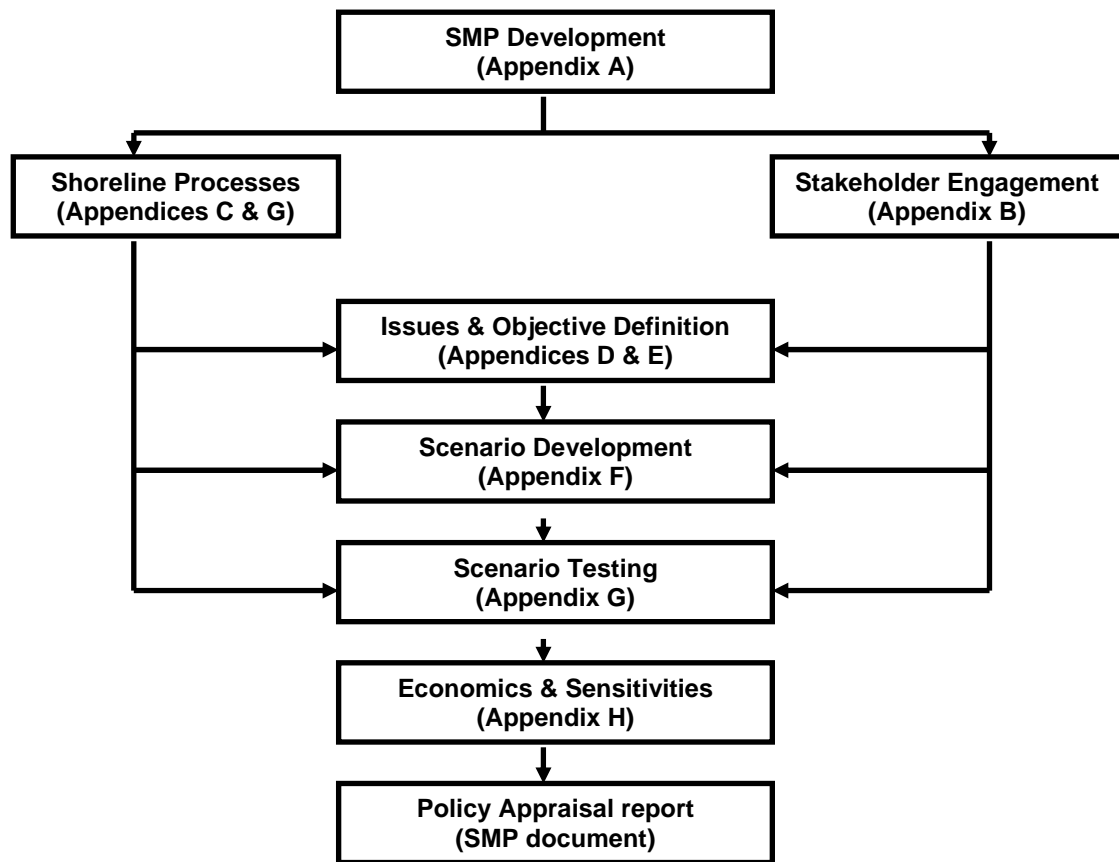 SMP Development
(Appendix A)
Shoreline Processes
(Appendices C & G)
Stakeholder Engagement
(Appendix B)
Issues & Objective Definition
(Appendices D & E)
Scenario Development
(Appendix F)
Scenario Testing
(Appendix G)
Economics & Sensitivities
(Appendix H)
Policy Appraisal report
(SMP document)